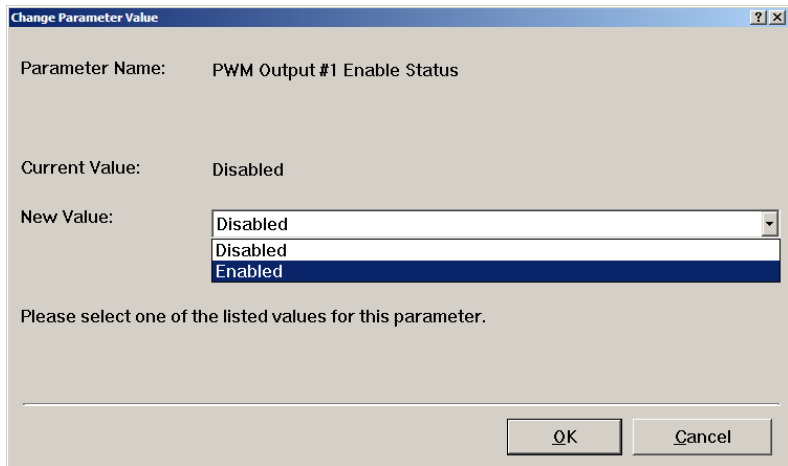 Change Parameter Value
Parameter Name: PWM Output #1 Enable Status
Current Value: Disabled
New Value: Disabled
Disabled
Enabled
Please select one of the listed values for this parameter.
OK Cancel